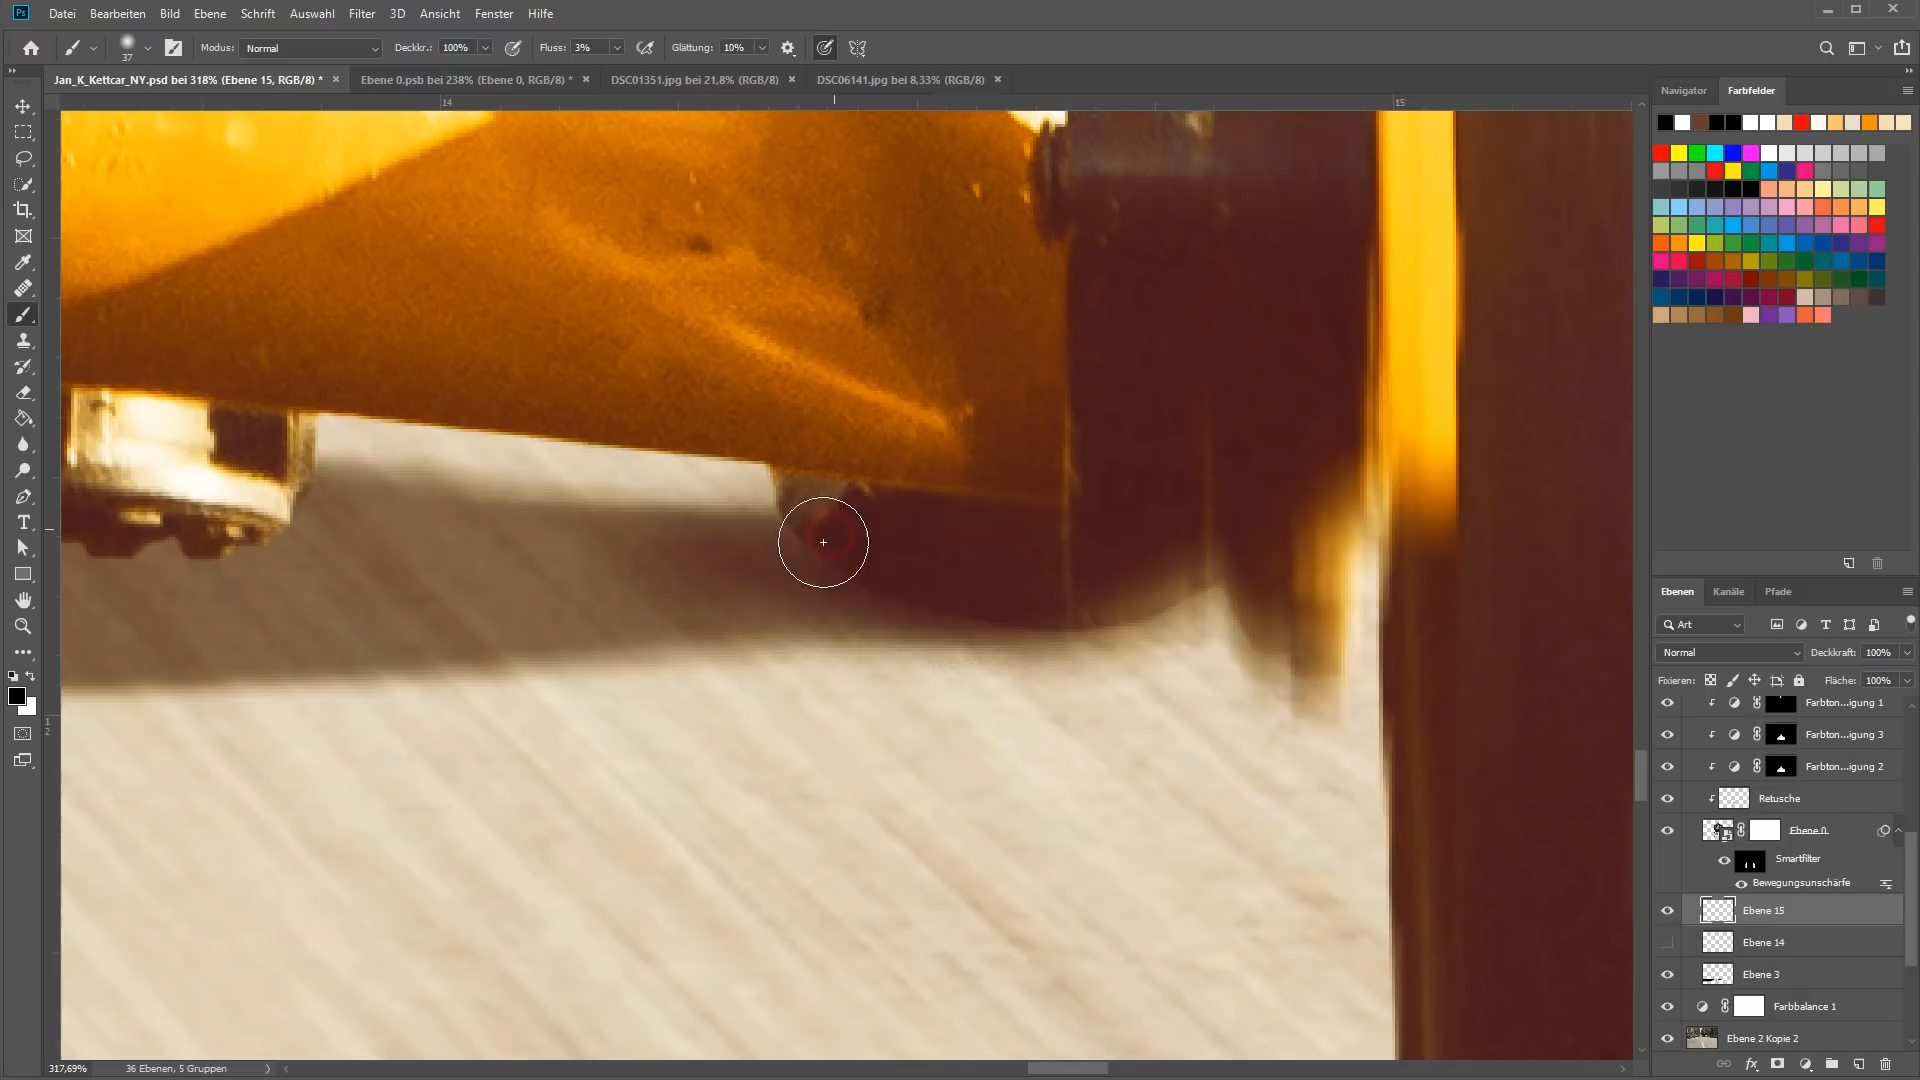 Ps Datei Bearbeiten Bild Ebene Schrift Auswahl Filter 3D Ansicht Fenster Hilfe
37 Modus: Normal Deckkr.: 100% Fluss: 3% Glättung: 10%
Jan_K_Kettcar_NY.psd bei 318% (Ebene 15, RGB/8) * × Ebene 0.psb bei 238% (Ebene 0, RGB/8) * × DSC01351.jpg bei 21,8% (RGB/8) × DSC06141.jpg bei 8,33% (RGB/8) ×
Navigator Farbfelder
14 15
1
2
Ebenen Kanäle Pfade
Art
Normal Deckkraft: 100%
Fixieren: Fläche: 100%
Farbton...igung 1
Farbton...igung 3
Farbton...igung 2
Retusche
Ebene 0
Smartfilter
Bewegungsunschärfe
Ebene 15
Ebene 14
Ebene 3
Farbbalance 1
Ebene 2 Kopie 2
317,69% 36 Ebenen, 5 Gruppen